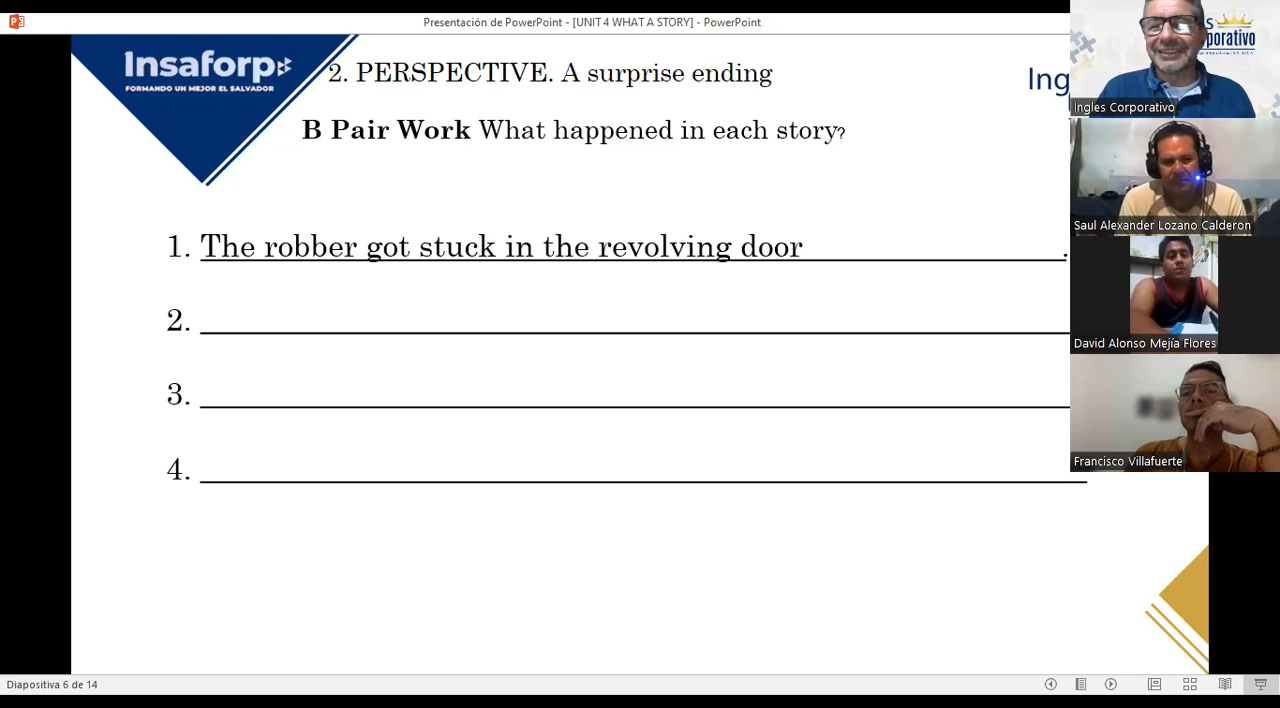 Presentación de PowerPoint - [UNIT 4 WHAT A STORY] - PowerPoint
Insaforp
FORMANDO UN MEJOR EL SALVADOR
2. PERSPECTIVE. A surprise ending
Ing
B Pair Work What happened in each story?
1. The robber got stuck in the revolving door .
2.
3.
4.
Ingles Corporativo
Saul Alexander Lozano Calderon
David Alonso Mejía Flores
Francisco Villafuerte
Diapositiva 6 de 14